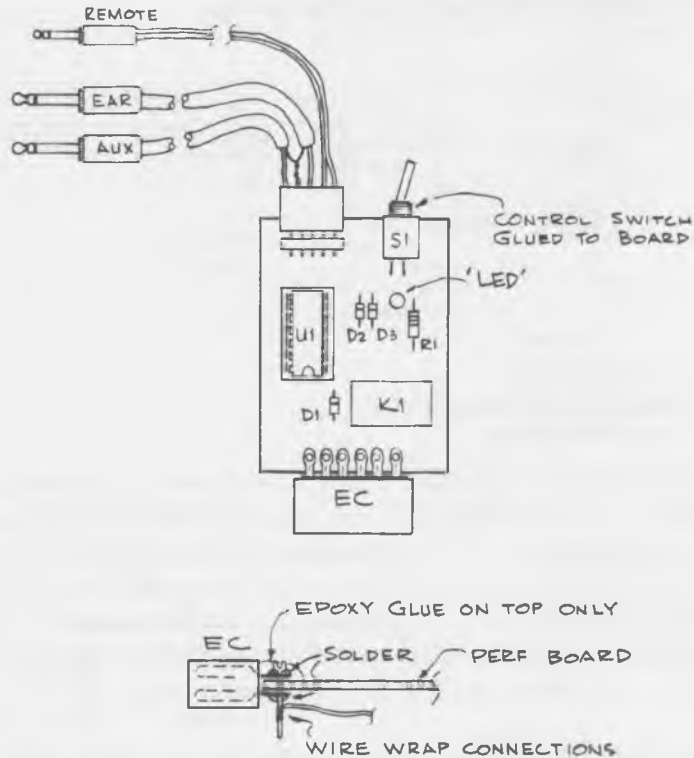 REMOTE
EAR
AUX
CONTROL SWITCH
GLUED TO BOARD
S1
'LED'
U1
D2
D3
R1
D1
K1
EC
EPOXY GLUE ON TOP ONLY
EC
SOLDER
PERF BOARD
WIRE WRAP CONNECTIONS